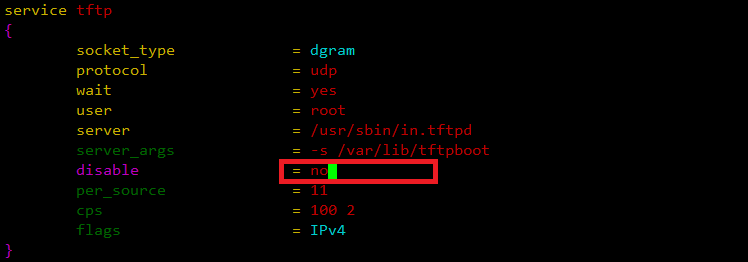 service tftp
{
socket_type = dgram
protocol = udp
wait = yes
user = root
server = /usr/sbin/in.tftpd
server_args = -s /var/lib/tftpboot
disable = no
per_source = 11
cps = 100 2
flags = IPv4
}